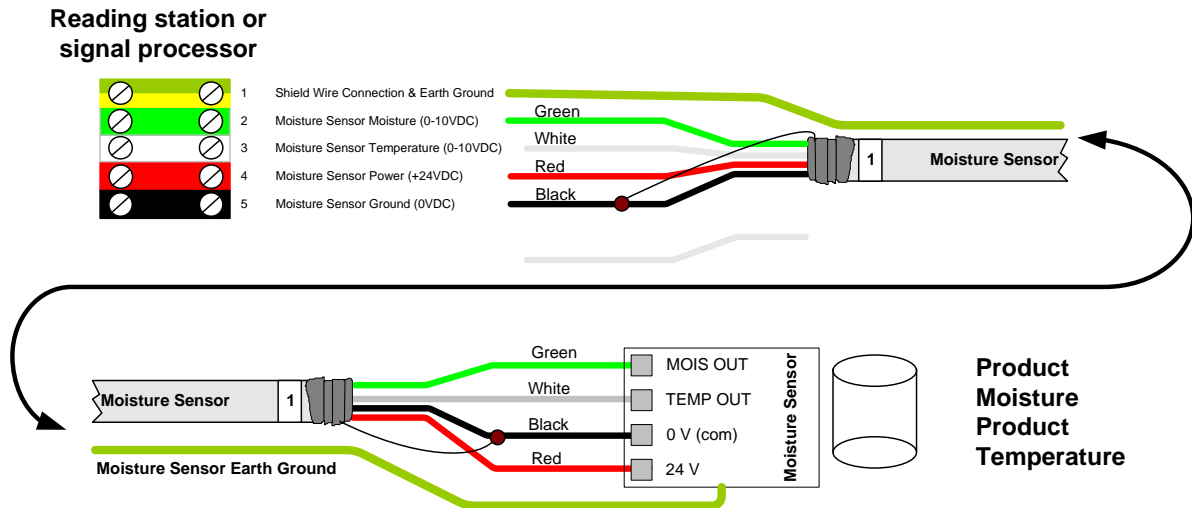 Reading station or
signal processor
1 Shield Wire Connection & Earth Ground
2 Moisture Sensor Moisture (0-10VDC)
3 Moisture Sensor Temperature (0-10VDC)
4 Moisture Sensor Power (+24VDC)
5 Moisture Sensor Ground (0VDC)
Green
White
Red
Black
1 Moisture Sensor
Green
White
Black
Red
Moisture Sensor 1
Moisture Sensor Earth Ground
MOIS OUT
TEMP OUT
0 V (com)
24 V
Moisture Sensor
Product
Moisture
Product
Temperature